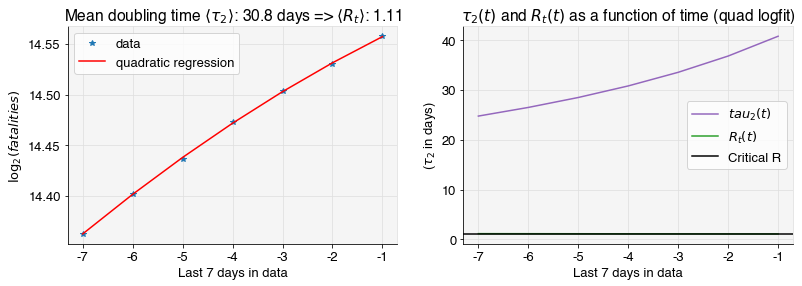 Mean doubling time ⟨τ₂⟩: 30.8 days => ⟨Rₜ⟩: 1.11
log₂(fatalities)
14.55
14.50
14.45
14.40
data
quadratic regression
-7 -6 -5 -4 -3 -2 -1
Last 7 days in data
τ₂(t) and Rₜ(t) as a function of time (quad logfit)
(τ₂ in days)
40
30
20
10
0
tau₂(t)
Rₜ(t)
Critical R
-7 -6 -5 -4 -3 -2 -1
Last 7 days in data